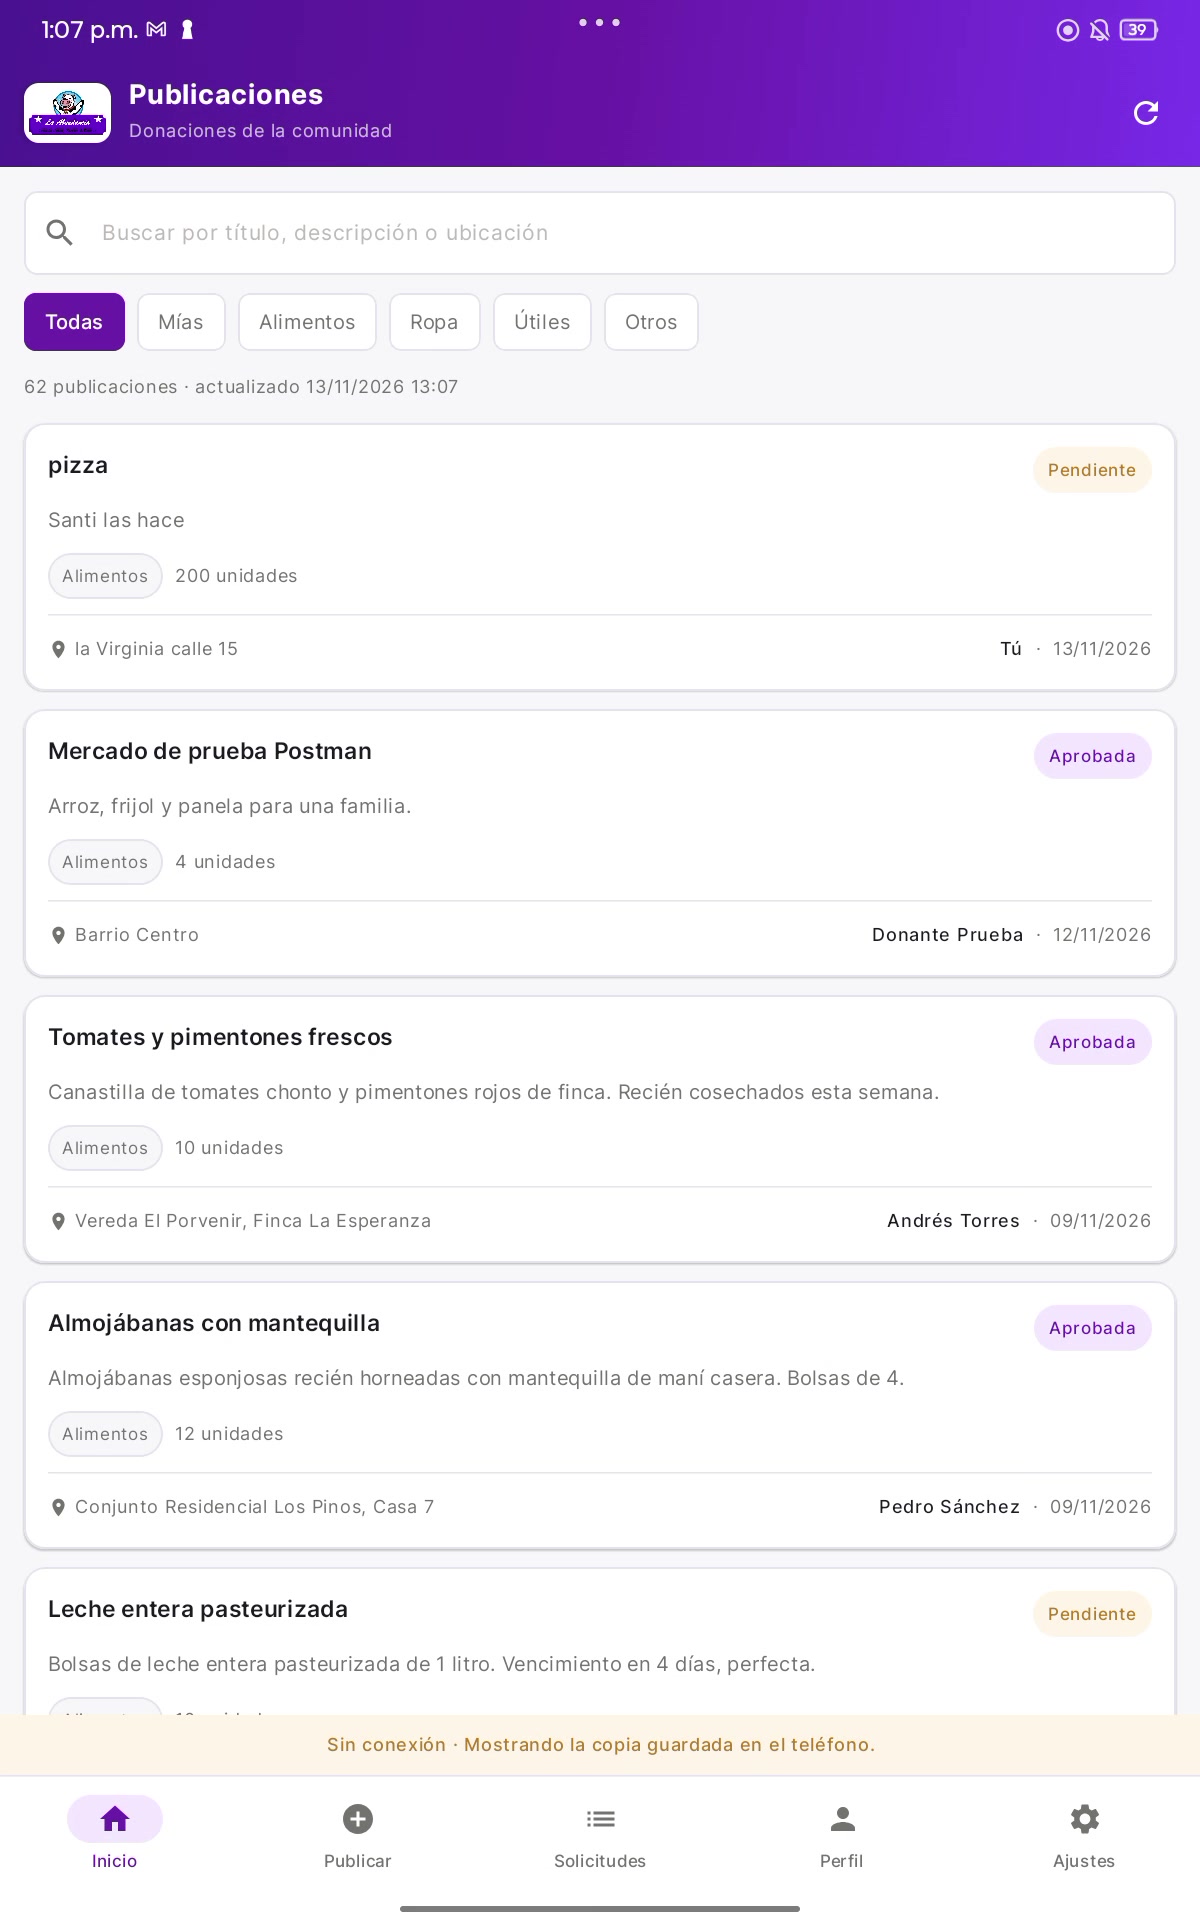 1:07 p.m.
39
La Abundancia
Publicaciones
Donaciones de la comunidad
Buscar por título, descripción o ubicación
Todas
Mías
Alimentos
Ropa
Útiles
Otros
62 publicaciones · actualizado 13/11/2026 13:07
pizza
Pendiente
Santi las hace
Alimentos
200 unidades
la Virginia calle 15
Tú · 13/11/2026
Mercado de prueba Postman
Aprobada
Arroz, frijol y panela para una familia.
Alimentos
4 unidades
Barrio Centro
Donante Prueba · 12/11/2026
Tomates y pimentones frescos
Aprobada
Canastilla de tomates chonto y pimentones rojos de finca. Recién cosechados esta semana.
Alimentos
10 unidades
Vereda El Porvenir, Finca La Esperanza
Andrés Torres · 09/11/2026
Almojábanas con mantequilla
Aprobada
Almojábanas esponjosas recién horneadas con mantequilla de maní casera. Bolsas de 4.
Alimentos
12 unidades
Conjunto Residencial Los Pinos, Casa 7
Pedro Sánchez · 09/11/2026
Leche entera pasteurizada
Pendiente
Bolsas de leche entera pasteurizada de 1 litro. Vencimiento en 4 días, perfecta.
Sin conexión · Mostrando la copia guardada en el teléfono.
Inicio
Publicar
Solicitudes
Perfil
Ajustes